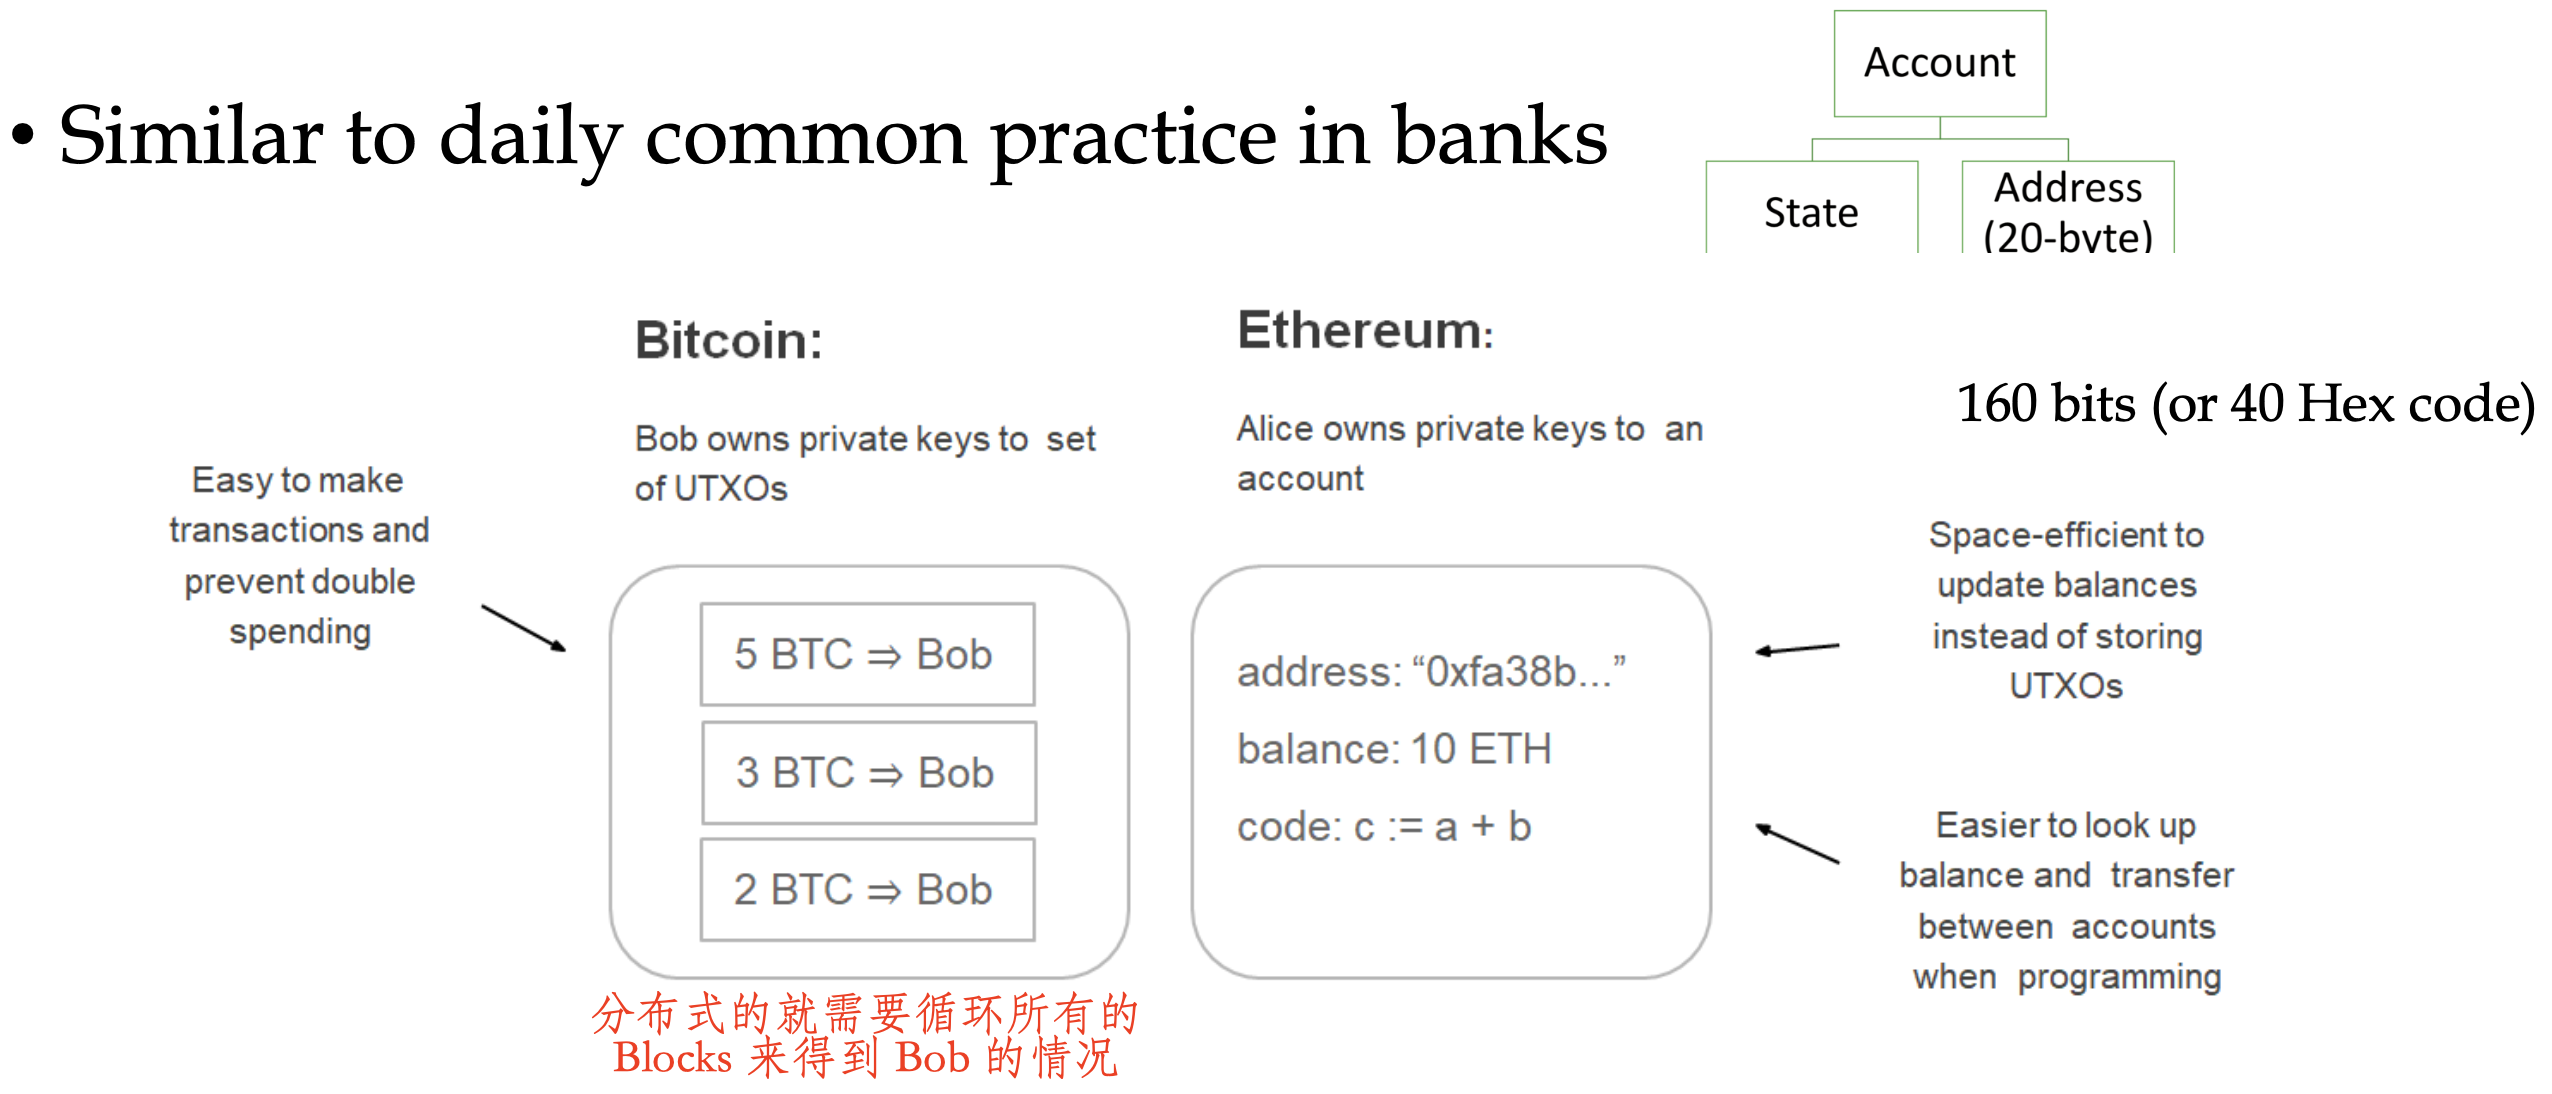 • Similar to daily common practice in banks
Account
State
Address
(20-byte)
Bitcoin:
Bob owns private keys to set
of UTXOs
Easy to make
transactions and
prevent double
spending
5 BTC ⇒ Bob
3 BTC ⇒ Bob
2 BTC ⇒ Bob
分布式的就需要循环所有的
Blocks 来得到 Bob 的情况
Ethereum:
Alice owns private keys to an
account
address: “0xfa38b...”
balance: 10 ETH
code: c := a + b
160 bits (or 40 Hex code)
Space-efficient to
update balances
instead of storing
UTXOs
Easier to look up
balance and transfer
between accounts
when programming